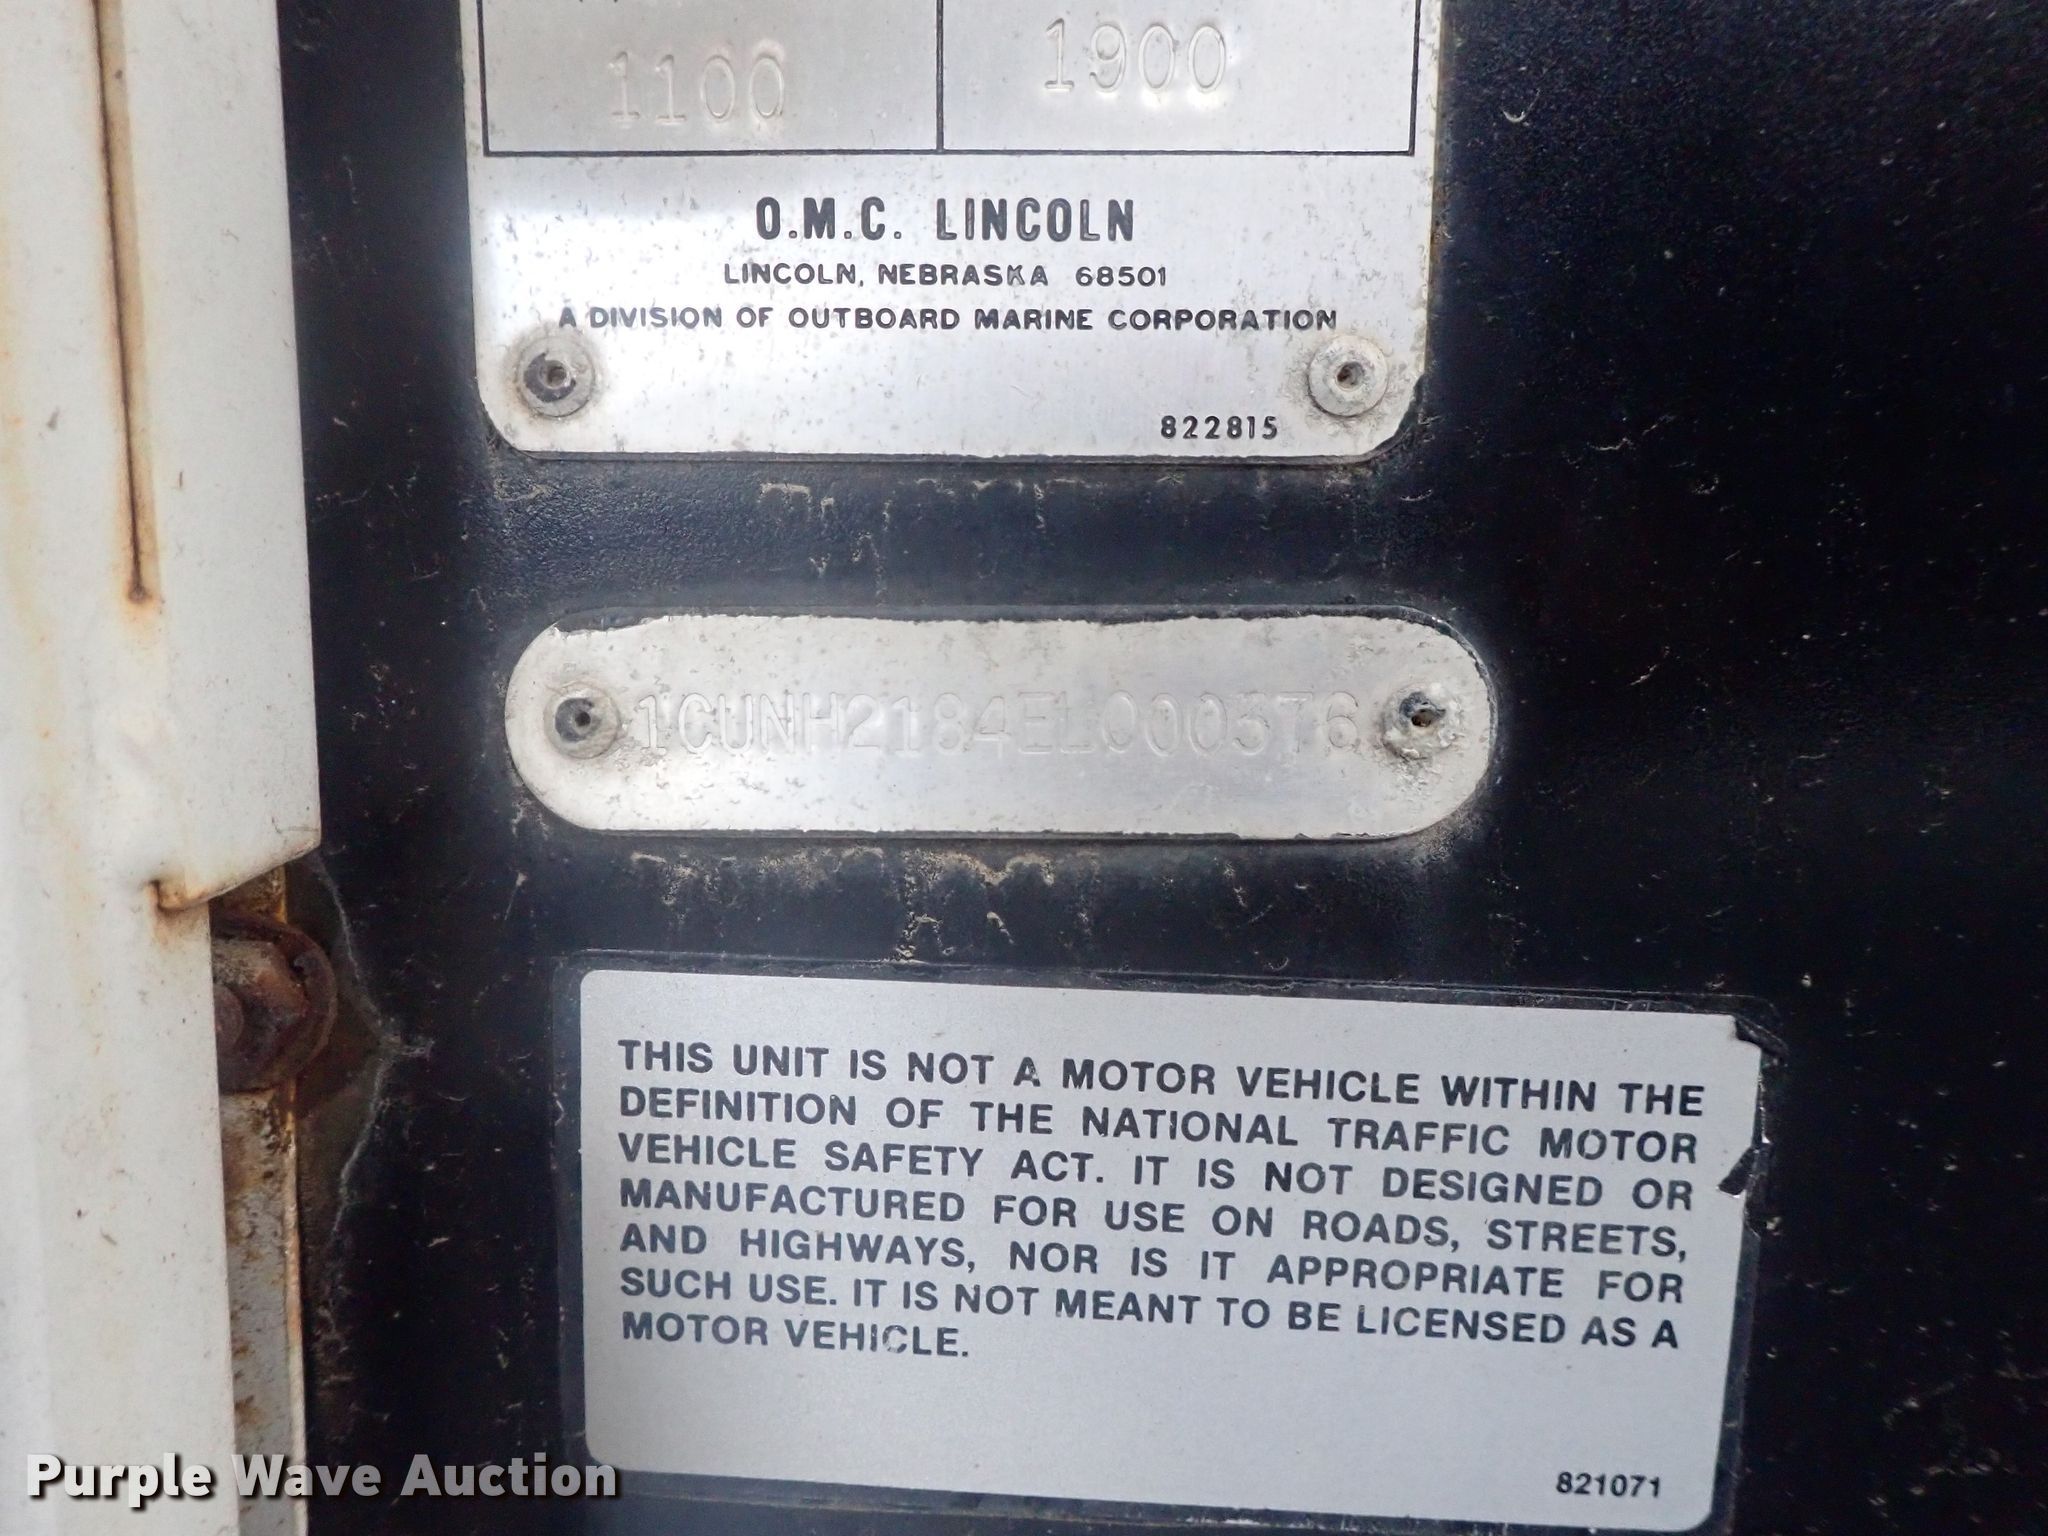 1100 1900
O.M.C. LINCOLN
LINCOLN, NEBRASKA 68501
A DIVISION OF OUTBOARD MARINE CORPORATION
822815
1CUNH2184EL0003T6
THIS UNIT IS NOT A MOTOR VEHICLE WITHIN THE
DEFINITION OF THE NATIONAL TRAFFIC MOTOR
VEHICLE SAFETY ACT. IT IS NOT DESIGNED OR
MANUFACTURED FOR USE ON ROADS, STREETS,
AND HIGHWAYS, NOR IS IT APPROPRIATE FOR
SUCH USE. IT IS NOT MEANT TO BE LICENSED AS A
MOTOR VEHICLE.
821071
Purple Wave Auction